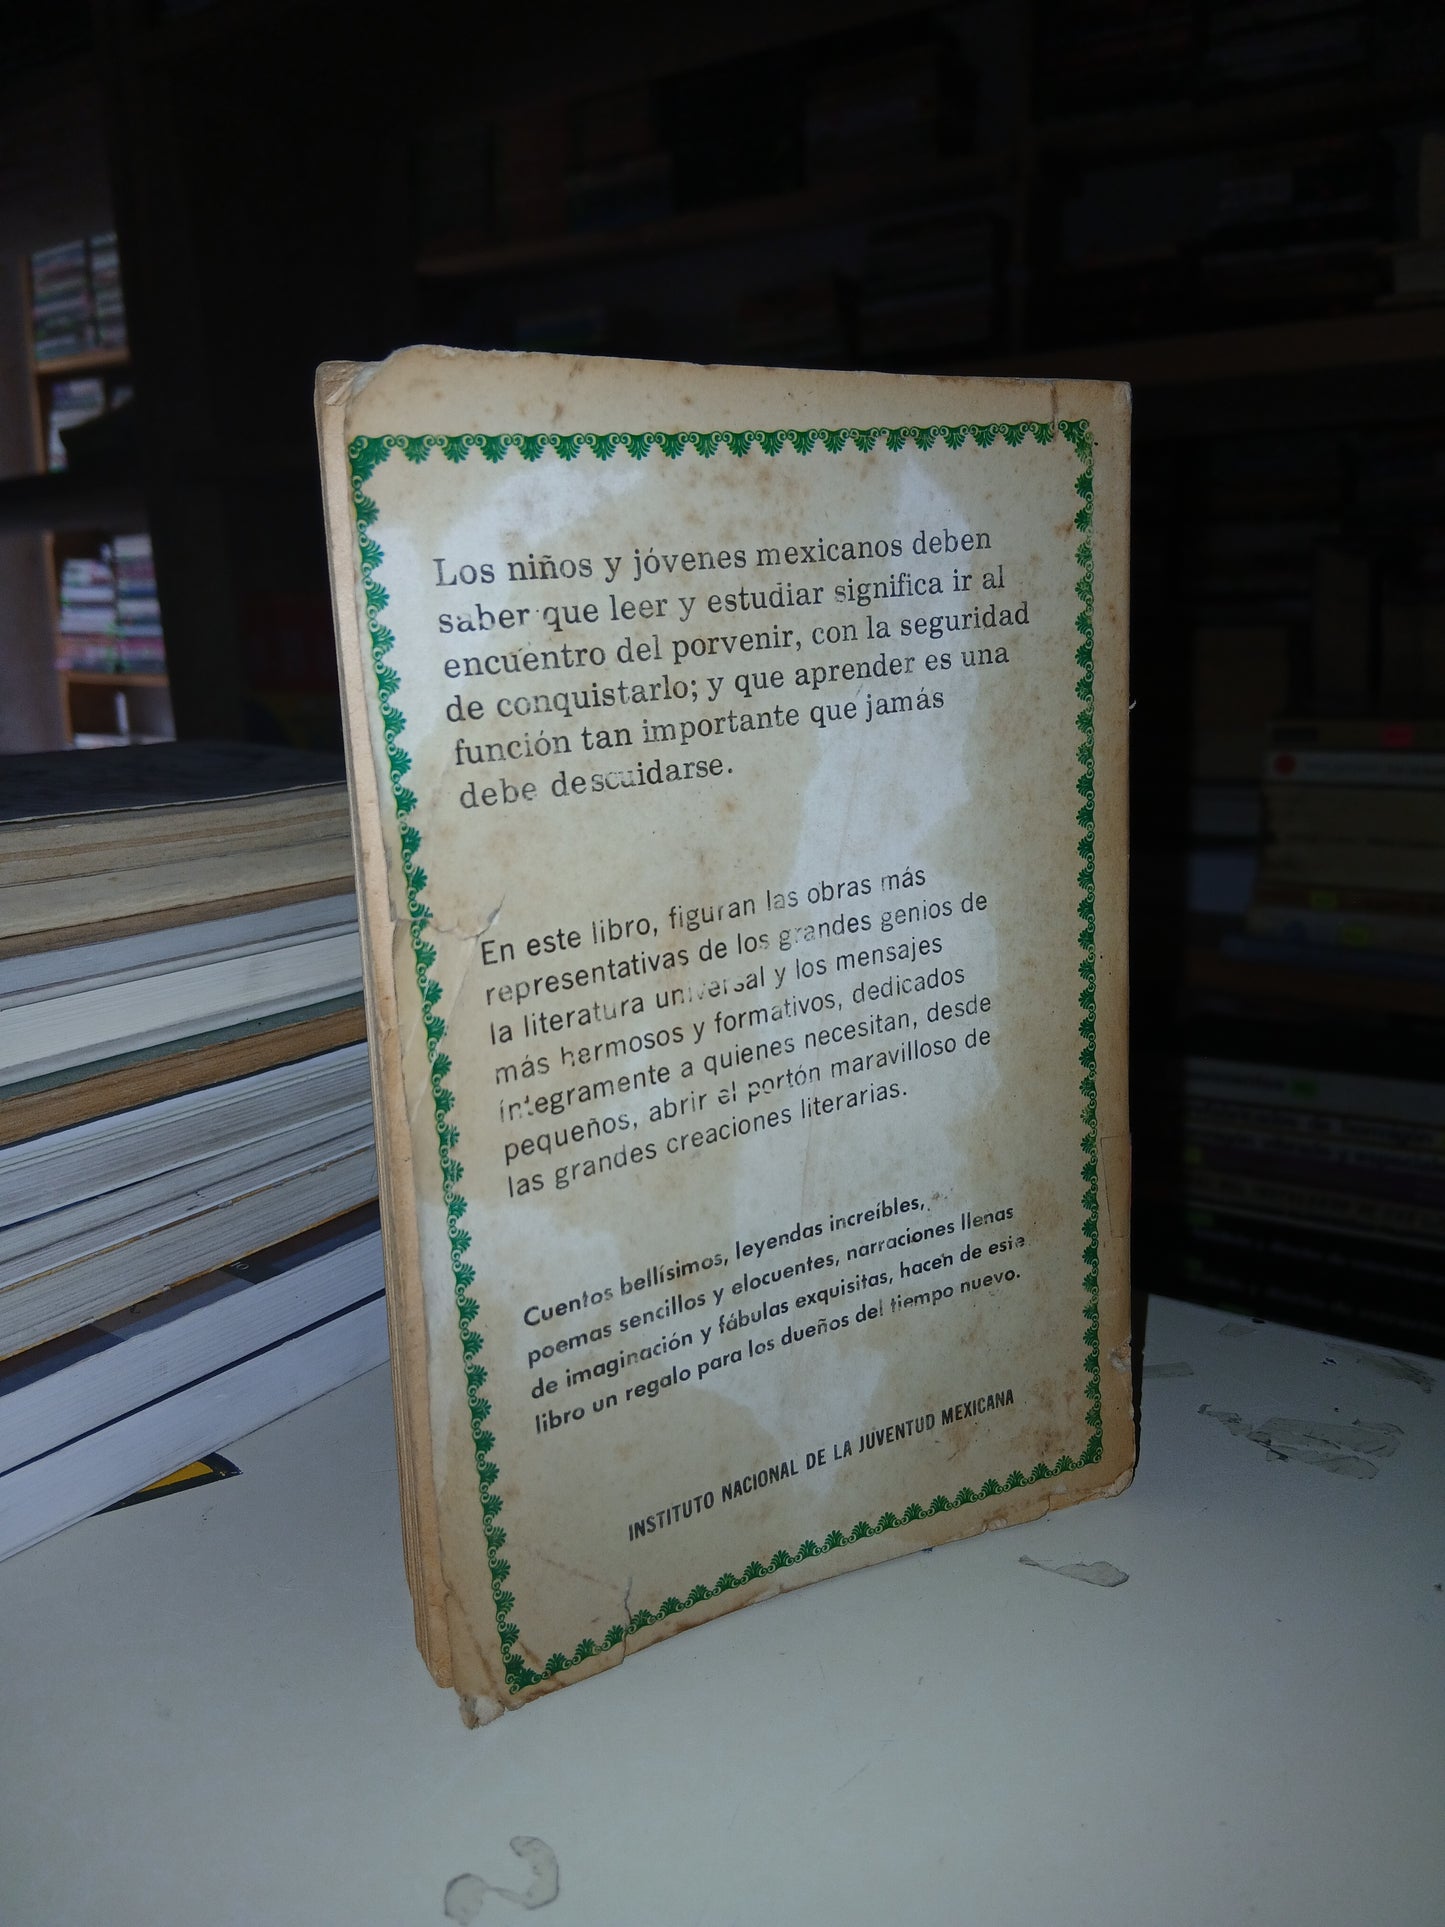 Los niños y jóvenes mexicanos deben
saber que leer y estudiar significa ir al
encuentro del porvenir, con la seguridad
de conquistarlo; y que aprender es una
función tan importante que jamás
debe descuidarse.
En este libro, figuran las obras más
representativas de los grandes genios de
la literatura universal y los mensajes
más hermosos y formativos, dedicados
íntegramente a quienes necesitan, desde
pequeños, abrir el portón maravilloso de
las grandes creaciones literarias.
Cuentos bellísimos, leyendas increíbles,
poemas sencillos y elocuentes, narraciones llenas
de imaginación y fábulas exquisitas, hacen de este
libro un regalo para los dueños del tiempo nuevo.
INSTITUTO NACIONAL DE LA JUVENTUD MEXICANA